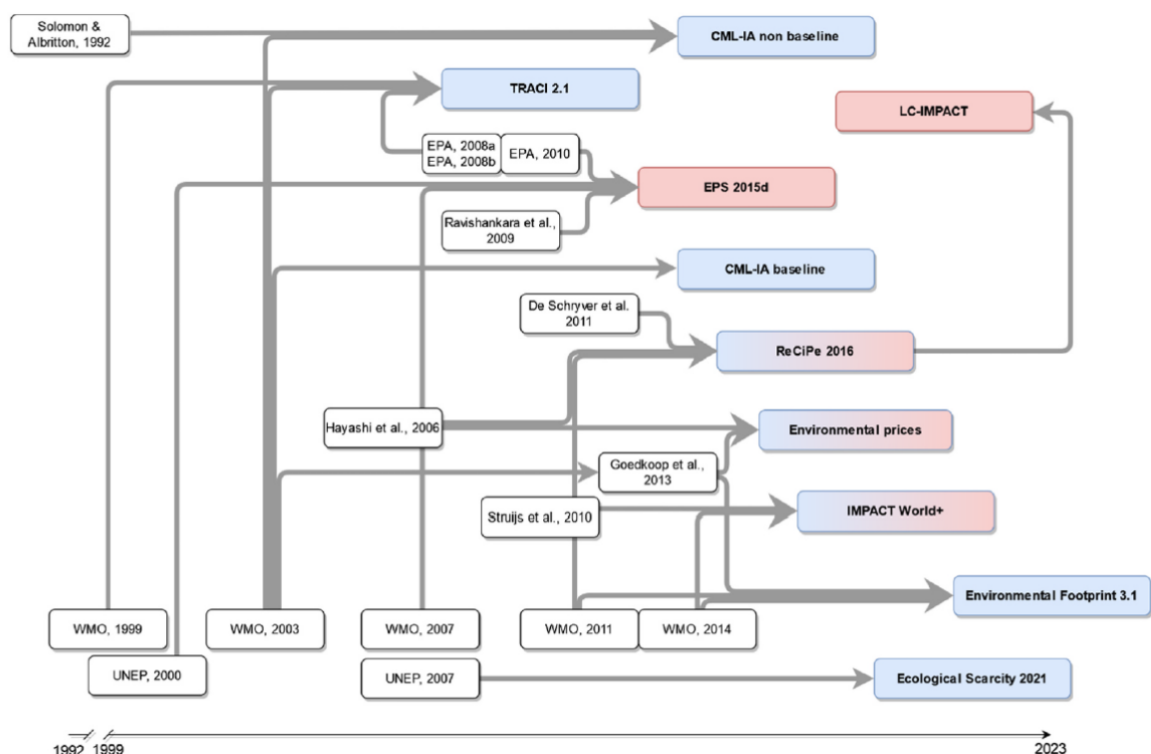 Solomon &
Albritton, 1992
CML-IA non baseline
TRACI 2.1
LC-IMPACT
EPA, 2008a
EPA, 2008b
EPA, 2010
EPS 2015d
Ravishankara et al.,
2009
CML-IA baseline
De Schryver et al.
2011
ReCiPe 2016
Hayashi et al., 2006
Environmental prices
Goedkoop et al.,
2013
Struijs et al., 2010
IMPACT World+
Environmental Footprint 3.1
WMO, 1999
WMO, 2003
WMO, 2007
WMO, 2011
WMO, 2014
UNEP, 2000
UNEP, 2007
Ecological Scarcity 2021
1992
1999
2023